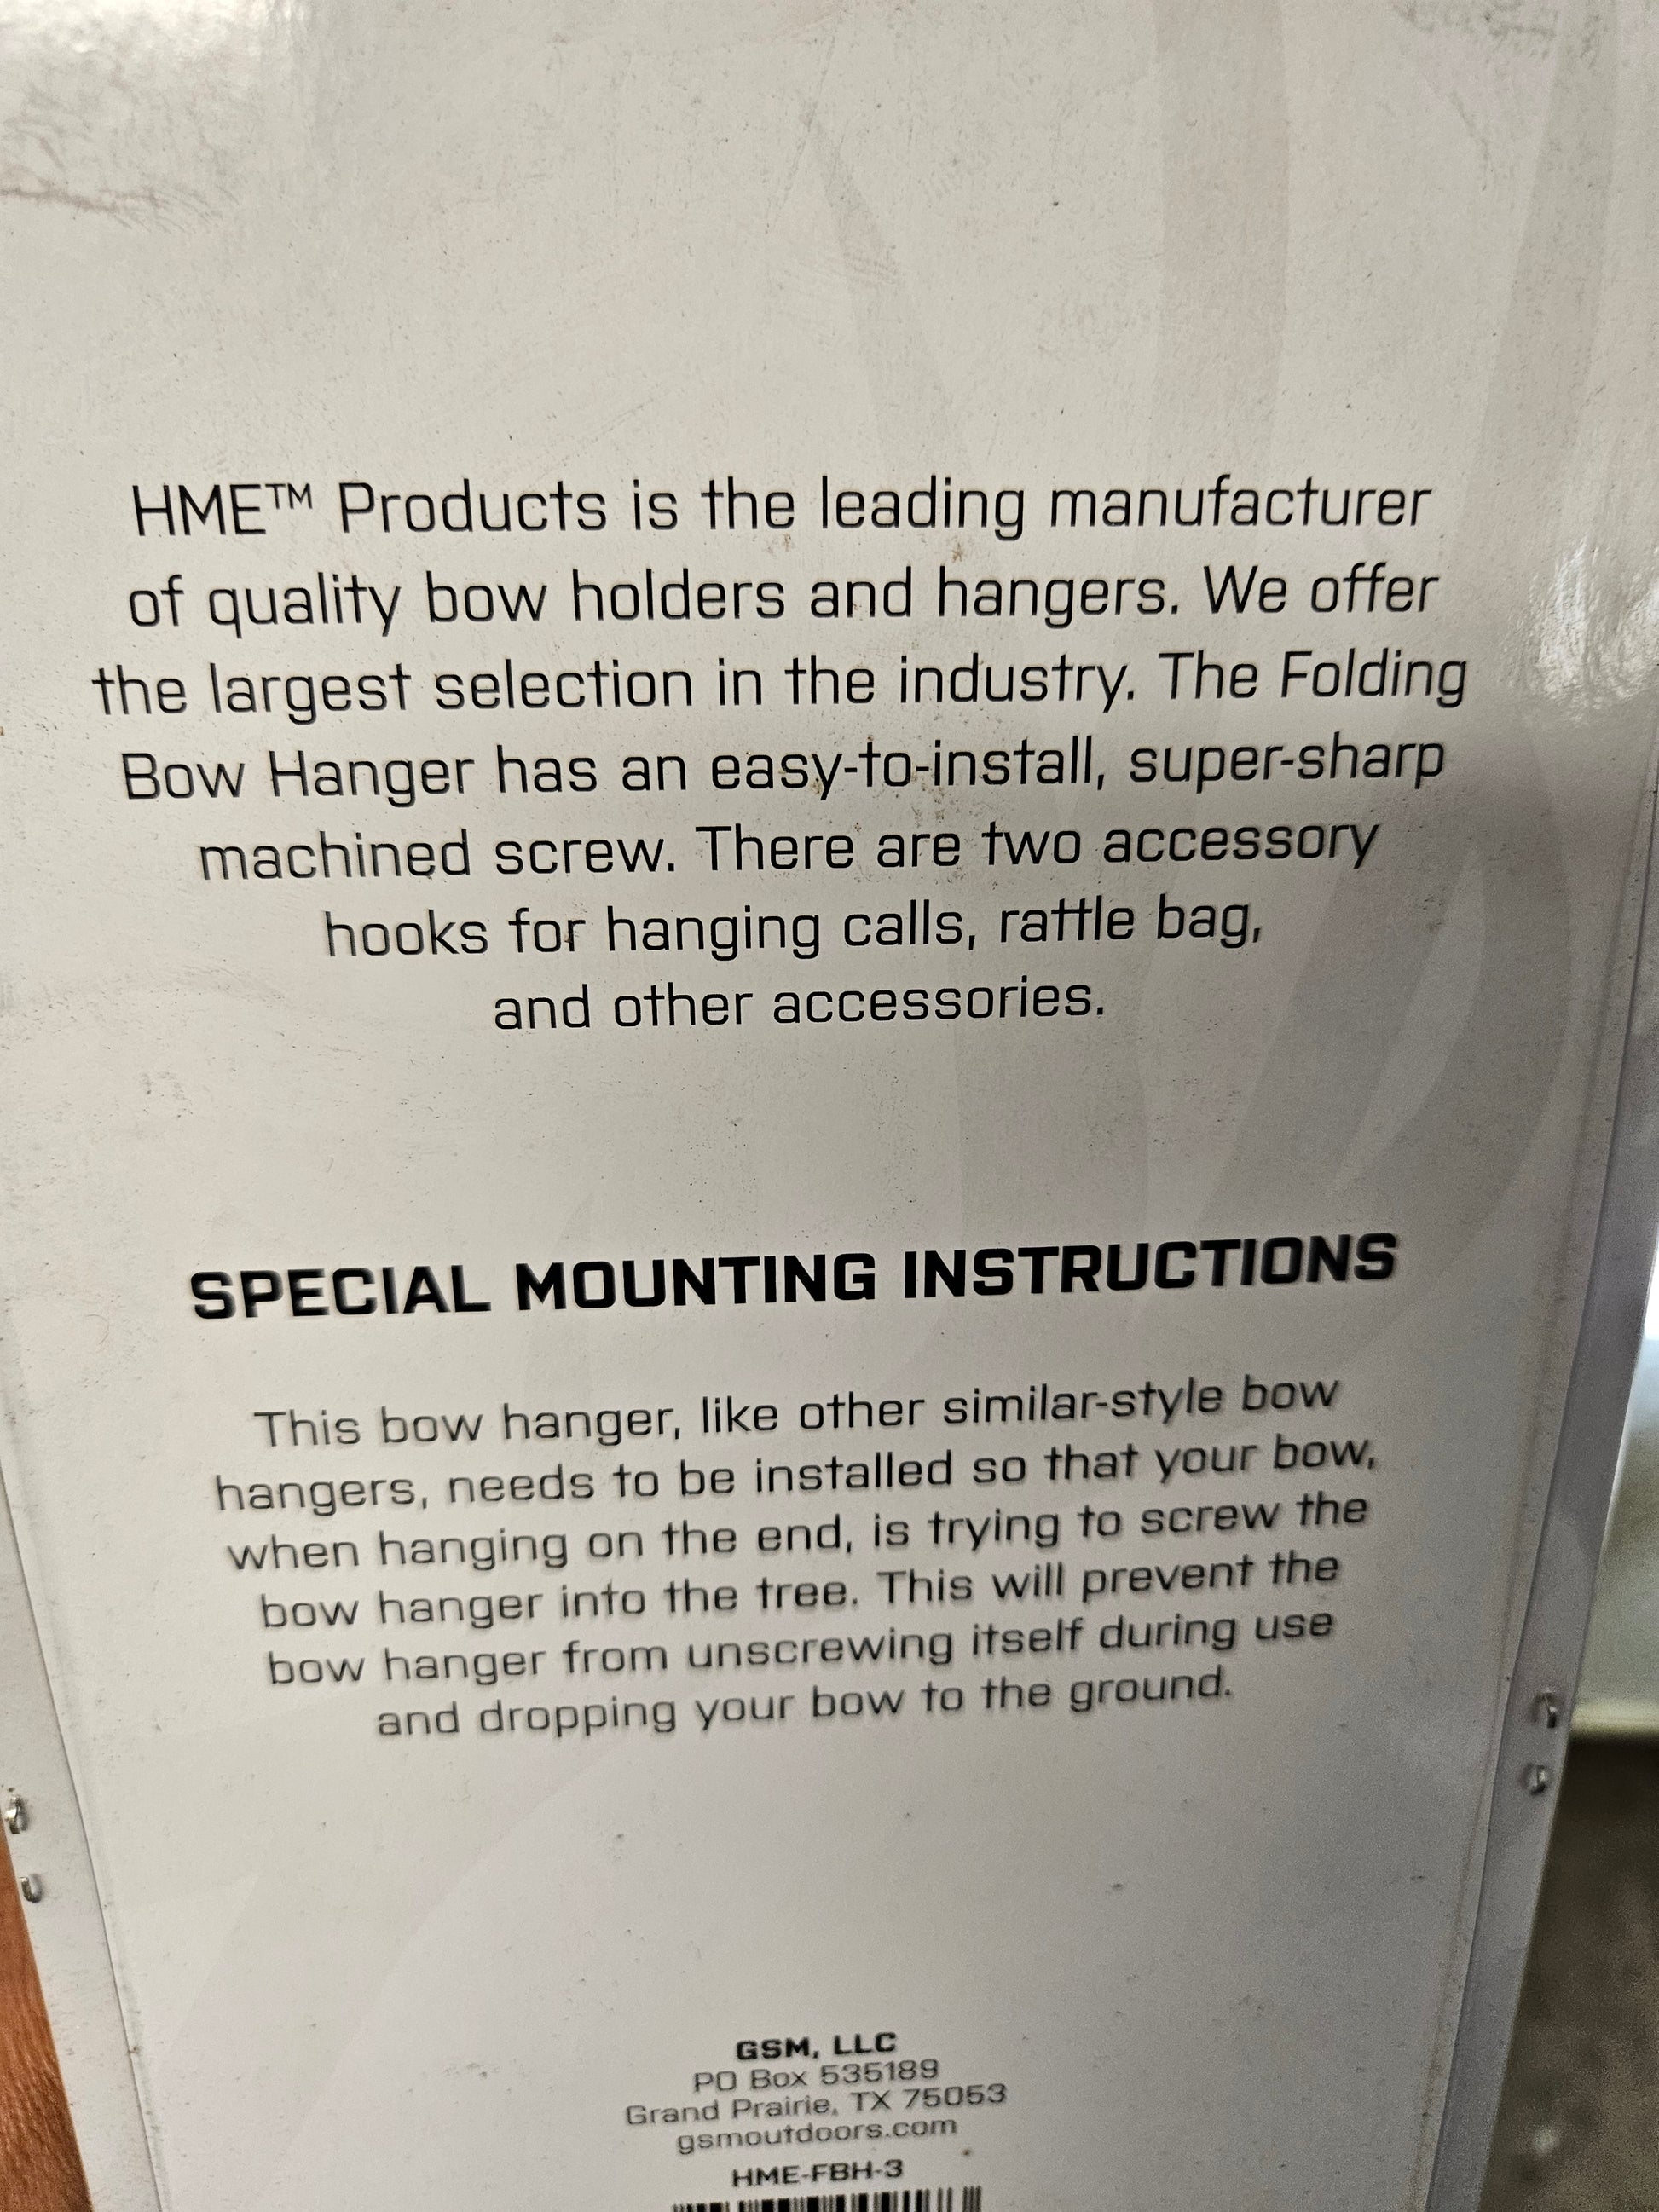 HME™ Products is the leading manufacturer
of quality bow holders and hangers. We offer
the largest selection in the industry. The Folding
Bow Hanger has an easy-to-install, super-sharp
machined screw. There are two accessory
hooks for hanging calls, rattle bag,
and other accessories.
SPECIAL MOUNTING INSTRUCTIONS
This bow hanger, like other similar-style bow
hangers, needs to be installed so that your bow,
when hanging on the end, is trying to screw the
bow hanger into the tree. This will prevent the
bow hanger from unscrewing itself during use
and dropping your bow to the ground.
GSM, LLC
PO Box 535189
Grand Prairie, TX 75053
gsmoutdoors.com
HME-FBH-3